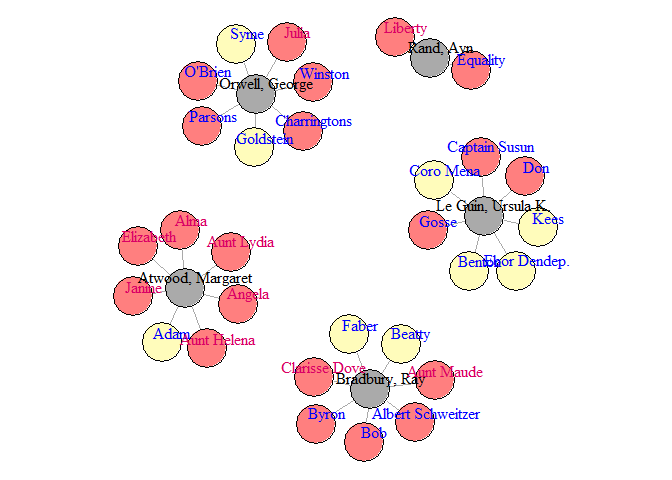 Liberty
Syme
Julia
Rand, Ayn
Equality
O'Brien
Winston
Orwell, George
Parsons
Charringtons
Goldstein
Captain Susun
Coro Mena
Don
Le Guin, Ursula K.
Gosse
Kees
Benton
Ehor Dendep.
Alma
Elizabeth
Aunt Lydia
Atwood, Margaret
Janine
Angela
Adam
Aunt Helena
Faber
Beatty
Clarisse Dove
Aunt Maude
Bradbury, Ray
Byron
Albert Schweitzer
Bob